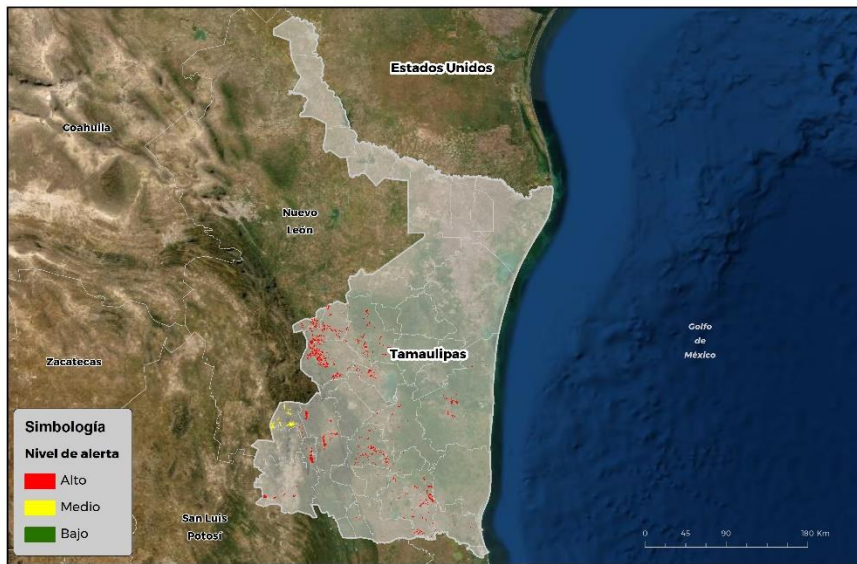 Estados Unidos
Coahuila
Nuevo
León
Golfo
de
México
Tamaulipas
Zacatecas
Simbología
Nivel de alerta
Alto
Medio
Bajo
San Luis
Potosí
0 45 90 180 Km